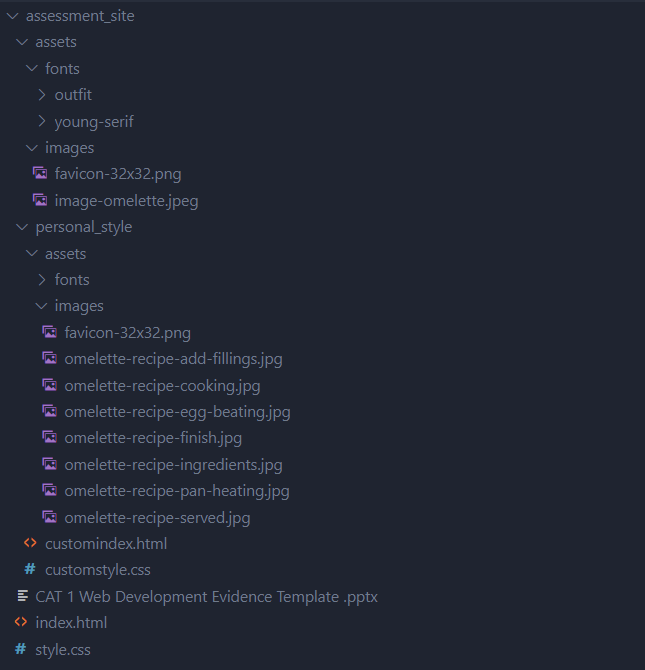 assessment_site
assets
fonts
outfit
young-serif
images
favicon-32x32.png
image-omelette.jpeg
personal_style
assets
fonts
images
favicon-32x32.png
omelette-recipe-add-fillings.jpg
omelette-recipe-cooking.jpg
omelette-recipe-egg-beating.jpg
omelette-recipe-finish.jpg
omelette-recipe-ingredients.jpg
omelette-recipe-pan-heating.jpg
omelette-recipe-served.jpg
customindex.html
customstyle.css
CAT 1 Web Development Evidence Template .pptx
index.html
style.css